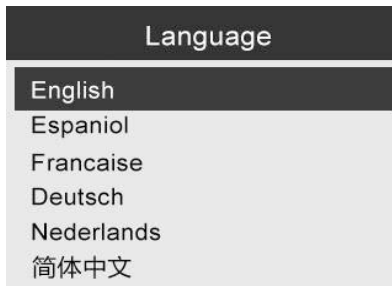 Language
English
Espaniol
Francaise
Deutsch
Nederlands
简体中文